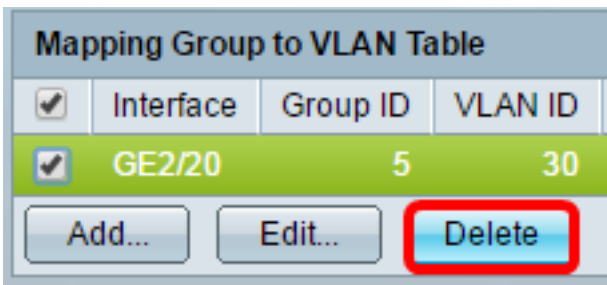 Mapping Group to VLAN Table
Interface Group ID VLAN ID
GE2/20 5 30
Add... Edit... Delete